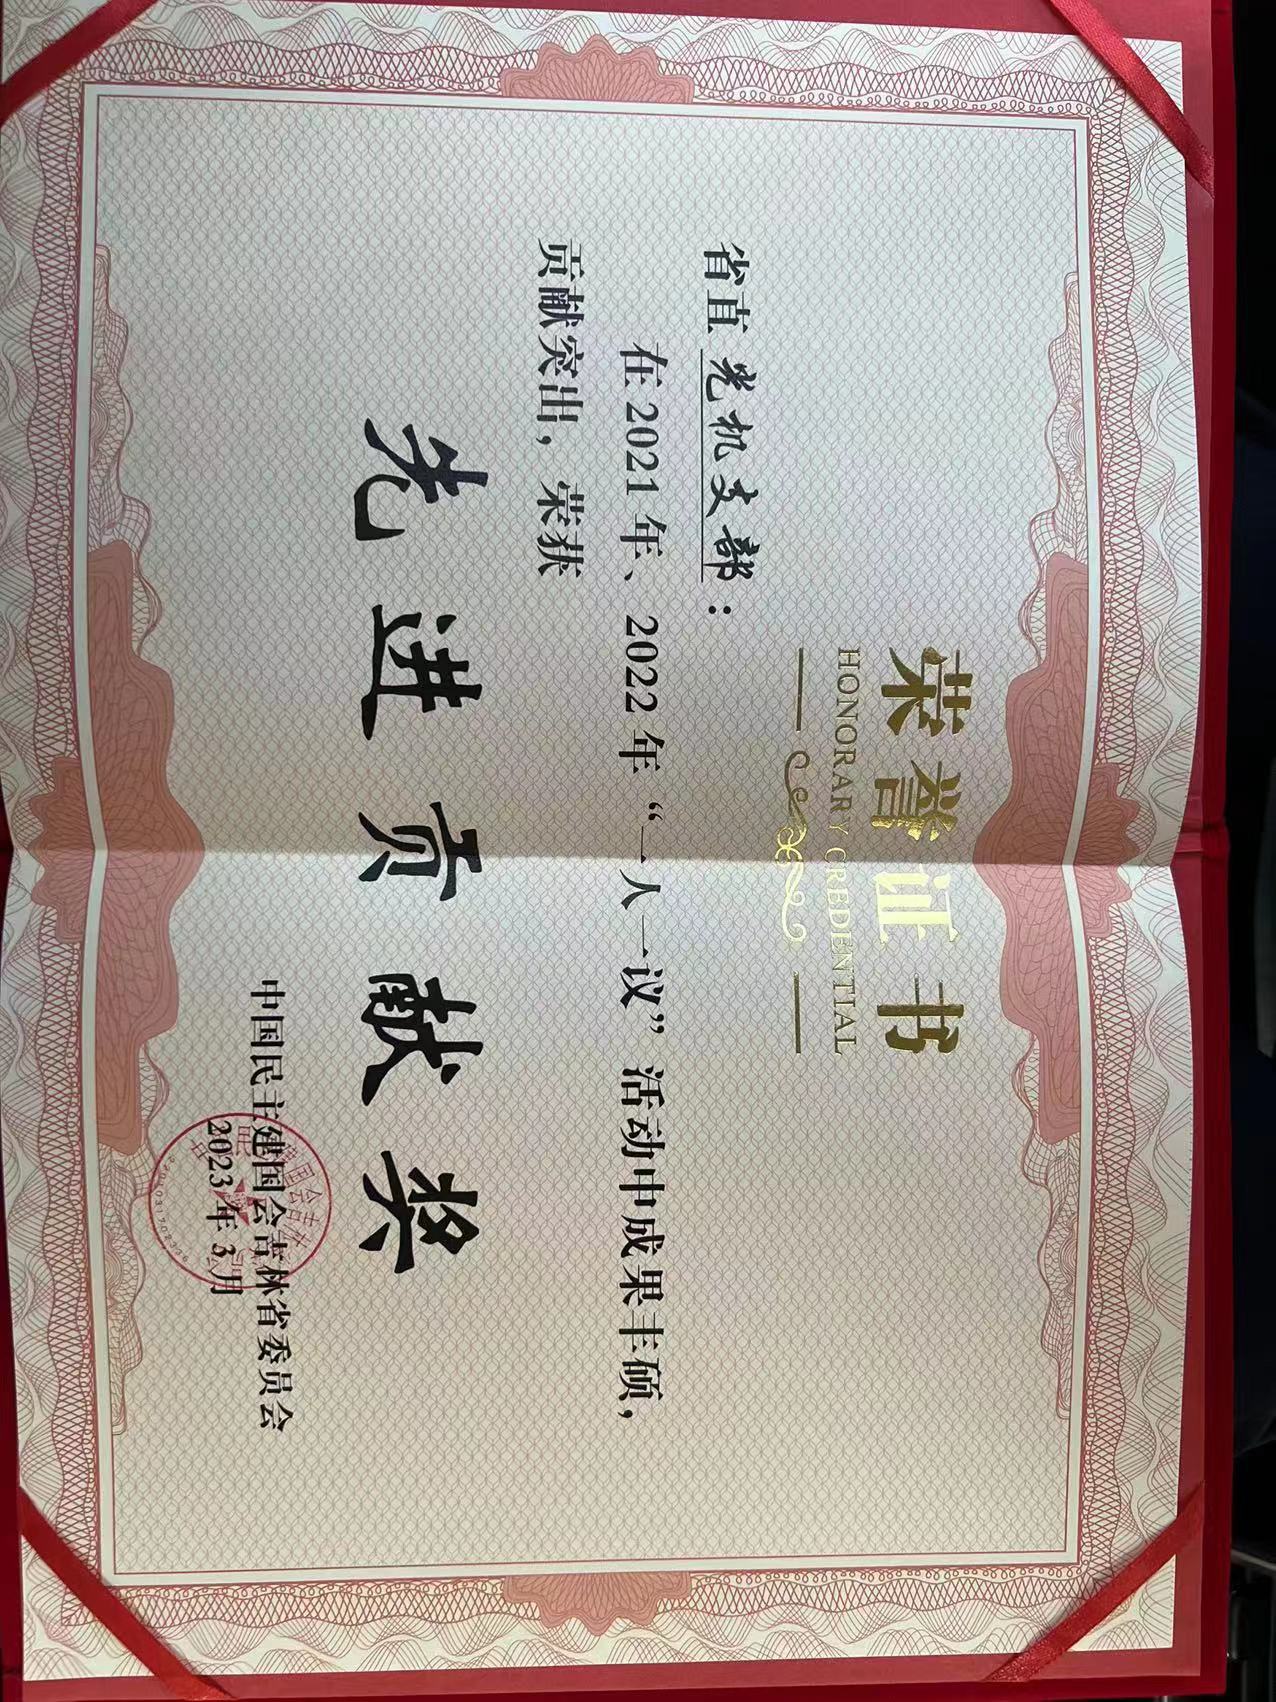 荣誉证书
HONORARY CREDENTIAL
省直光机支部：
在2021年、2022年“一人一议”活动中成果丰硕，
贡献突出，荣获
先进贡献奖
中国民主建国会吉林省委员会
2023年3月